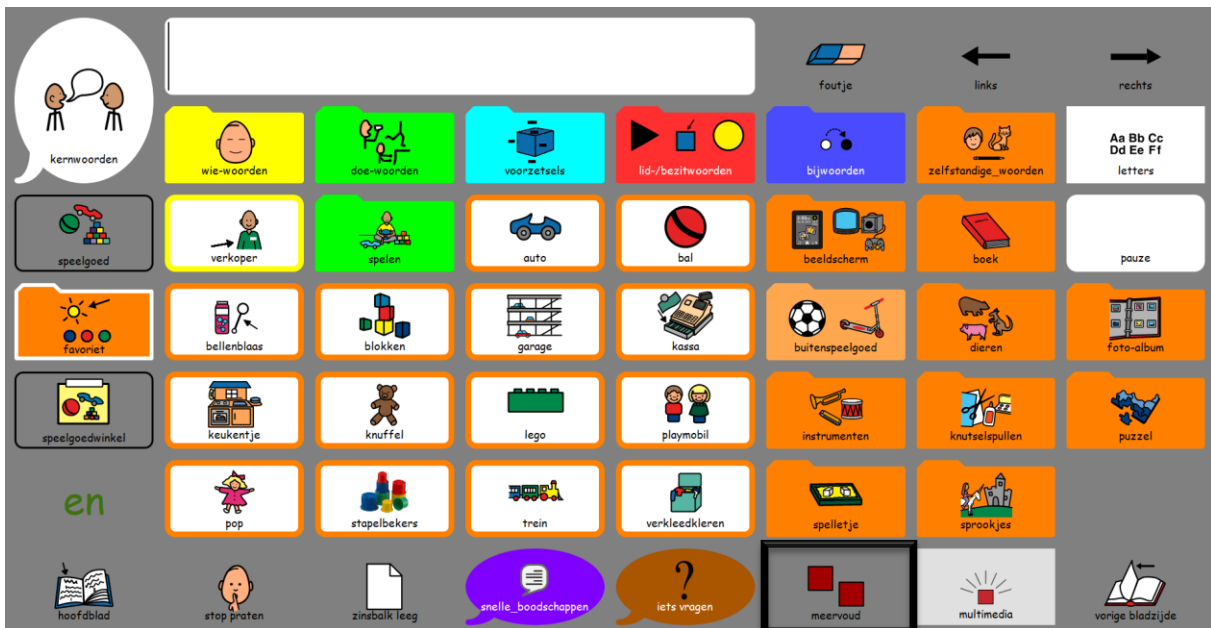 foutje
links
rechts
kernwoorden
wie-woorden
doe-woorden
voorzetsels
lid-/bezitwoorden
bijwoorden
zelfstandige_woorden
Aa Bb Cc
Dd Ee Ff
letters
speelgoed
verkoper
spelen
auto
bal
beeldscherm
boek
pauze
favoriet
bellenblaas
blokken
garage
kassa
buitenspeelgoed
dieren
foto-album
speelgoedwinkel
keukentje
knuffel
lego
playmobil
instrumenten
knutselspullen
puzzel
en
pop
stapelbekers
trein
verkleedkleren
spelletje
sprookjes
hoofdblad
stop praten
zinsbalk leeg
snelle_boodschappen
?
iets vragen
meervoud
multimedia
vorige bladzijde